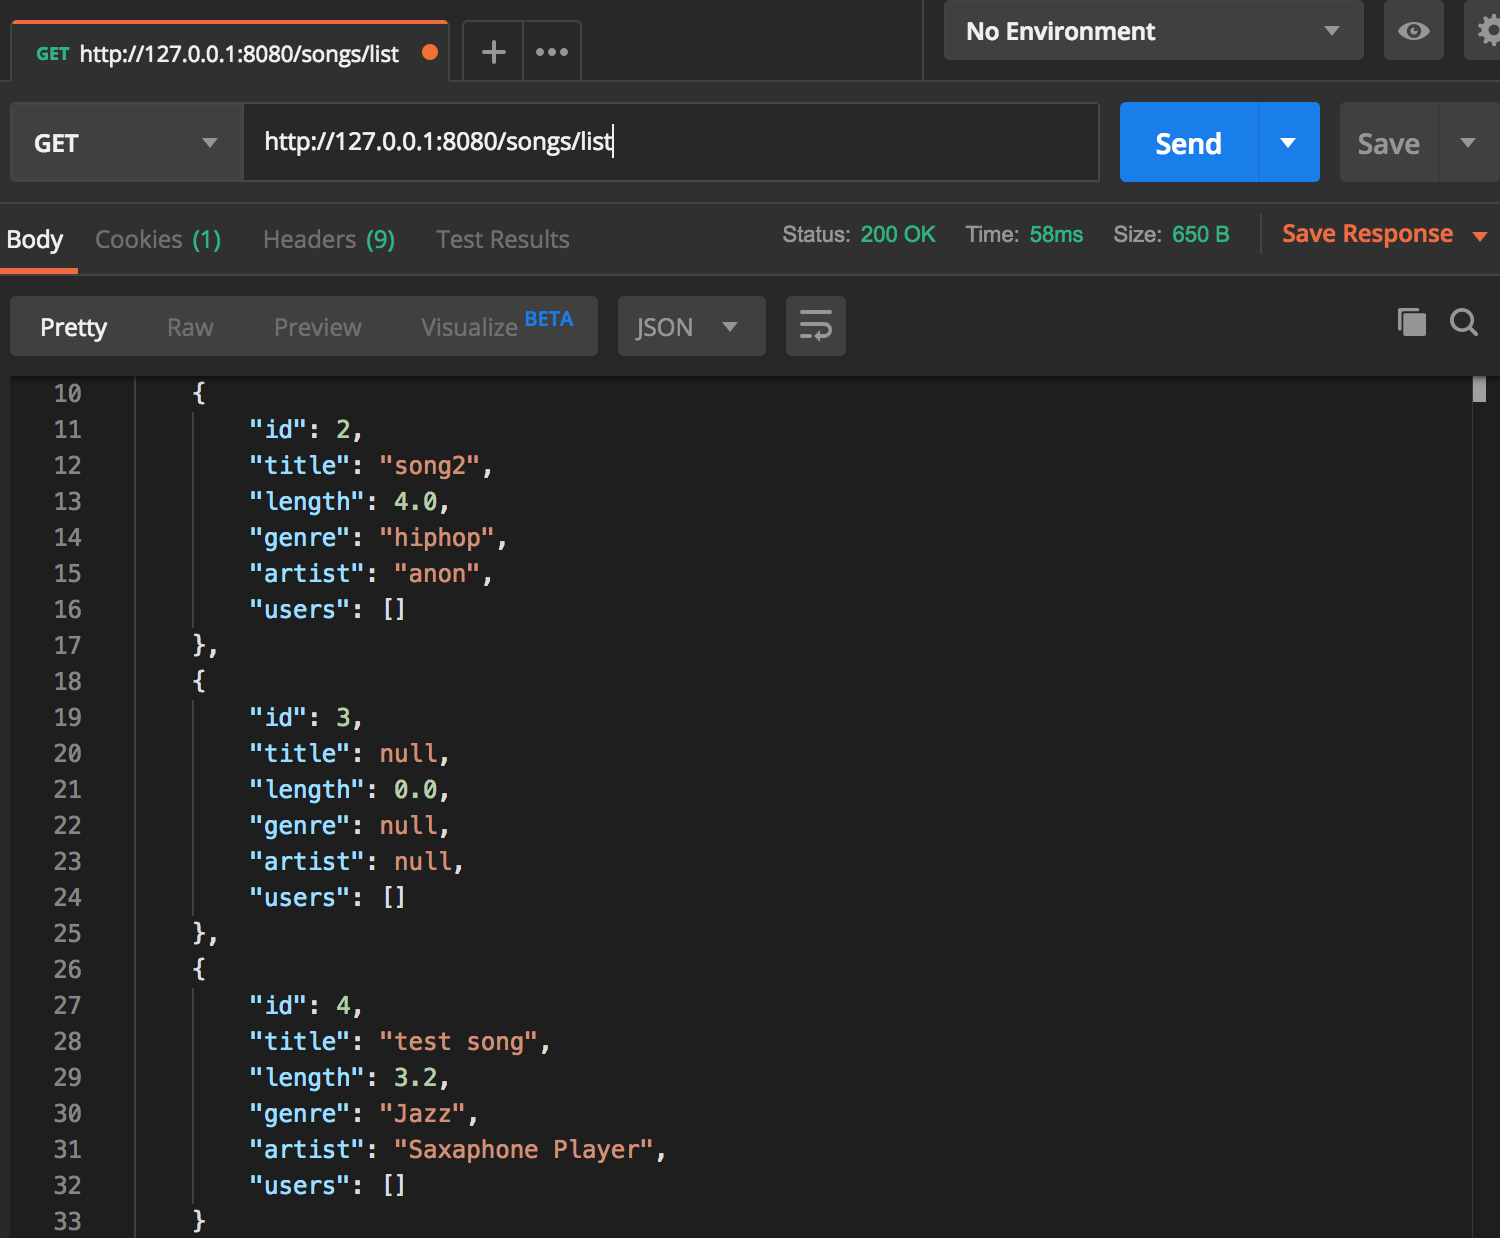 GET http://127.0.0.1:8080/songs/list
No Environment
GET http://127.0.0.1:8080/songs/list Send Save
Body Cookies (1) Headers (9) Test Results Status: 200 OK Time: 58ms Size: 650 B Save Response
Pretty Raw Preview Visualize BETA JSON
10 {
11 "id": 2,
12 "title": "song2",
13 "length": 4.0,
14 "genre": "hiphop",
15 "artist": "anon",
16 "users": []
17 },
18 {
19 "id": 3,
20 "title": null,
21 "length": 0.0,
22 "genre": null,
23 "artist": null,
24 "users": []
25 },
26 {
27 "id": 4,
28 "title": "test song",
29 "length": 3.2,
30 "genre": "Jazz",
31 "artist": "Saxaphone Player",
32 "users": []
33 }